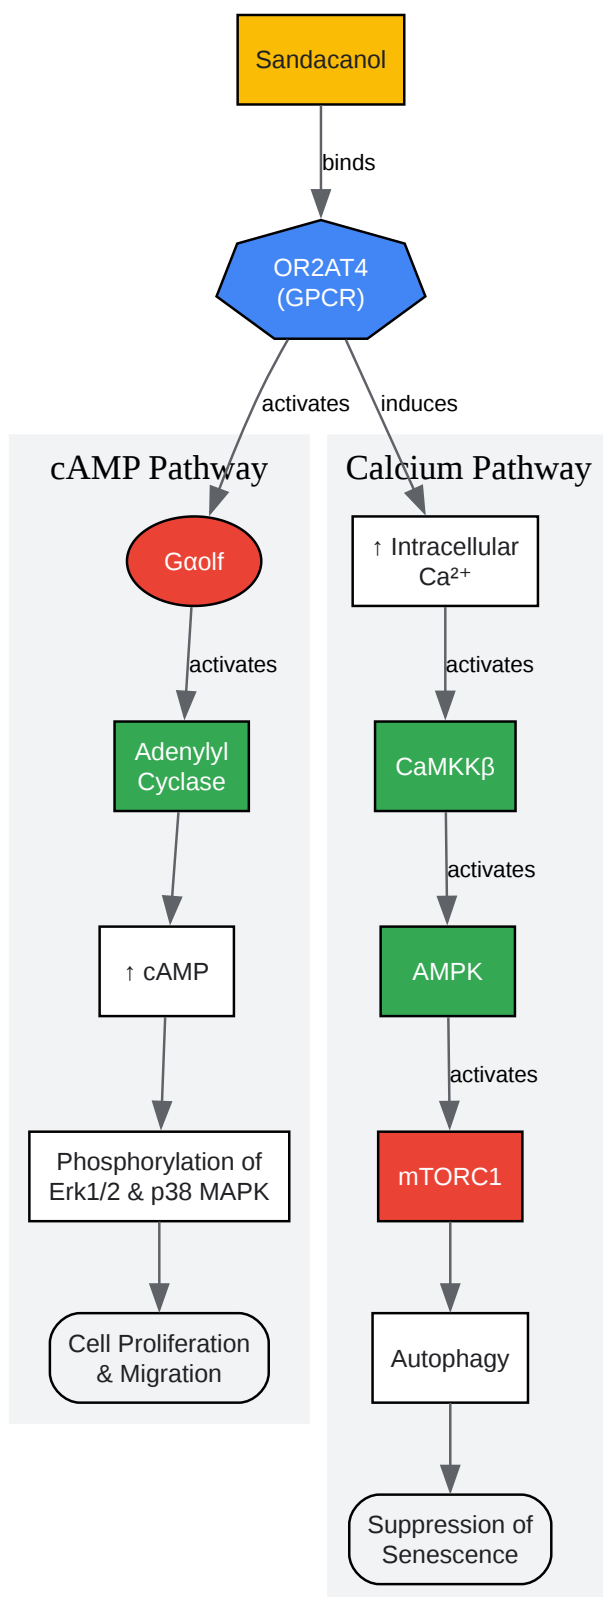 Sandacanol
binds
OR2AT4
(GPCR)
activates
induces
cAMP Pathway
Calcium Pathway
Gαolf
↑ Intracellular
Ca²⁺
activates
activates
Adenylyl
Cyclase
CaMKKβ
activates
↑ cAMP
AMPK
activates
Phosphorylation of
Erk1/2 & p38 MAPK
mTORC1
Cell Proliferation
& Migration
Autophagy
Suppression of
Senescence